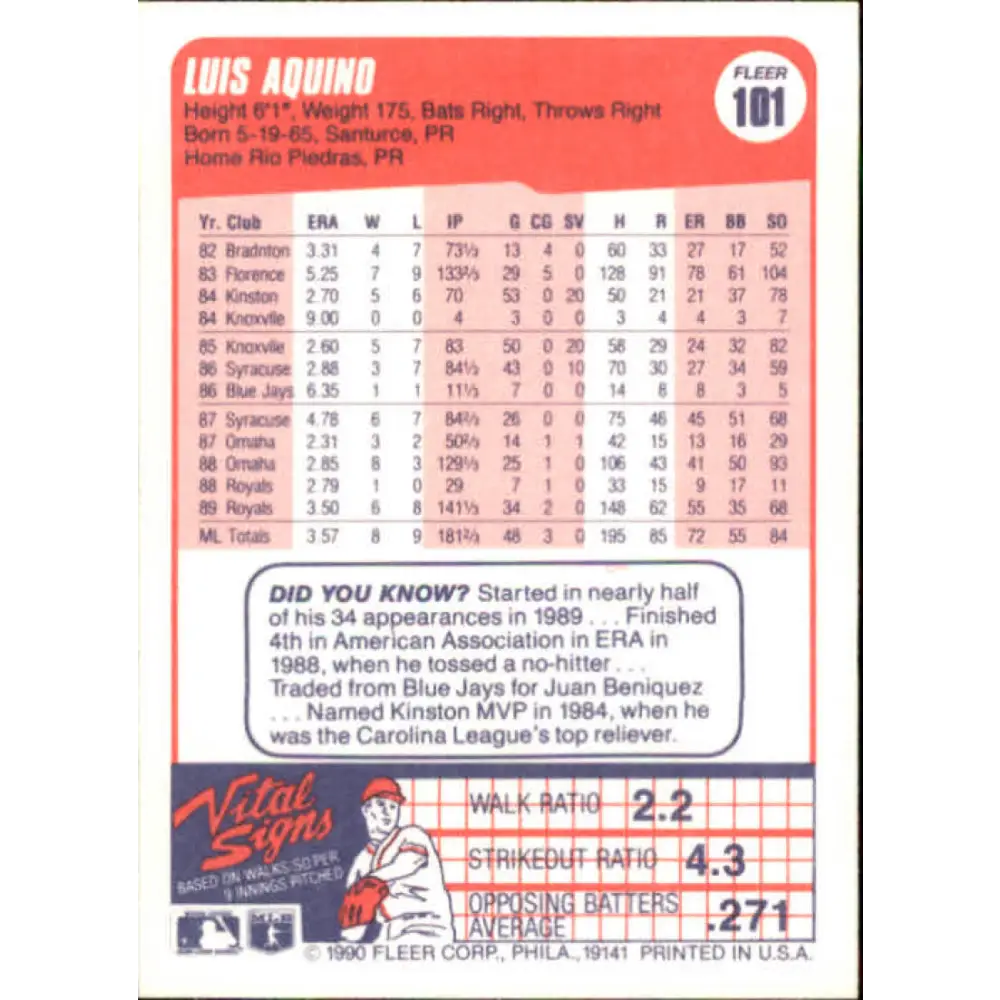 LUIS AQUINO
FLEER
101
Height 6'1", Weight 175, Bats Right, Throws Right
Born 5-19-65, Santurce, PR
Home Rio Piedras, PR
Yr. Club ERA W L IP G CG SV H R ER BB SO
82 Bradnton 3.31 4 7 73⅓ 13 4 0 60 33 27 17 52
83 Florence 5.25 7 9 133⅔ 29 5 0 128 91 78 61 104
84 Kinston 2.70 5 6 70 53 0 20 50 21 21 37 78
84 Knoxvlle 9.00 0 0 4 3 0 0 3 4 4 3 7
85 Knoxvlle 2.60 5 7 83 50 0 20 58 29 24 32 82
86 Syracuse 2.88 3 7 84⅓ 43 0 10 70 30 27 34 59
86 Blue Jays 6.35 1 1 11⅓ 7 0 0 14 8 8 3 5
87 Syracuse 4.78 6 7 84⅔ 26 0 0 75 46 45 51 68
87 Omaha 2.31 3 2 50⅔ 14 1 1 42 15 13 16 29
88 Omaha 2.85 8 3 129⅓ 25 1 0 106 43 41 50 93
88 Royals 2.79 1 0 29 7 1 0 33 15 9 17 11
89 Royals 3.50 6 8 141⅓ 34 2 0 148 62 55 35 68
ML Totals 3.57 8 9 181⅔ 48 3 0 195 85 72 55 84
DID YOU KNOW? Started in nearly half
of his 34 appearances in 1989 . . . Finished
4th in American Association in ERA in
1988, when he tossed a no-hitter . . .
Traded from Blue Jays for Juan Beniquez
. . . Named Kinston MVP in 1984, when he
was the Carolina League's top reliever.
Vital
Signs
BASED ON WALKS-SO PER
9 INNINGS PITCHED
WALK RATIO 2.2
STRIKEOUT RATIO 4.3
OPPOSING BATTERS
AVERAGE .271
© 1990 FLEER CORP., PHILA., 19141 PRINTED IN U.S.A.